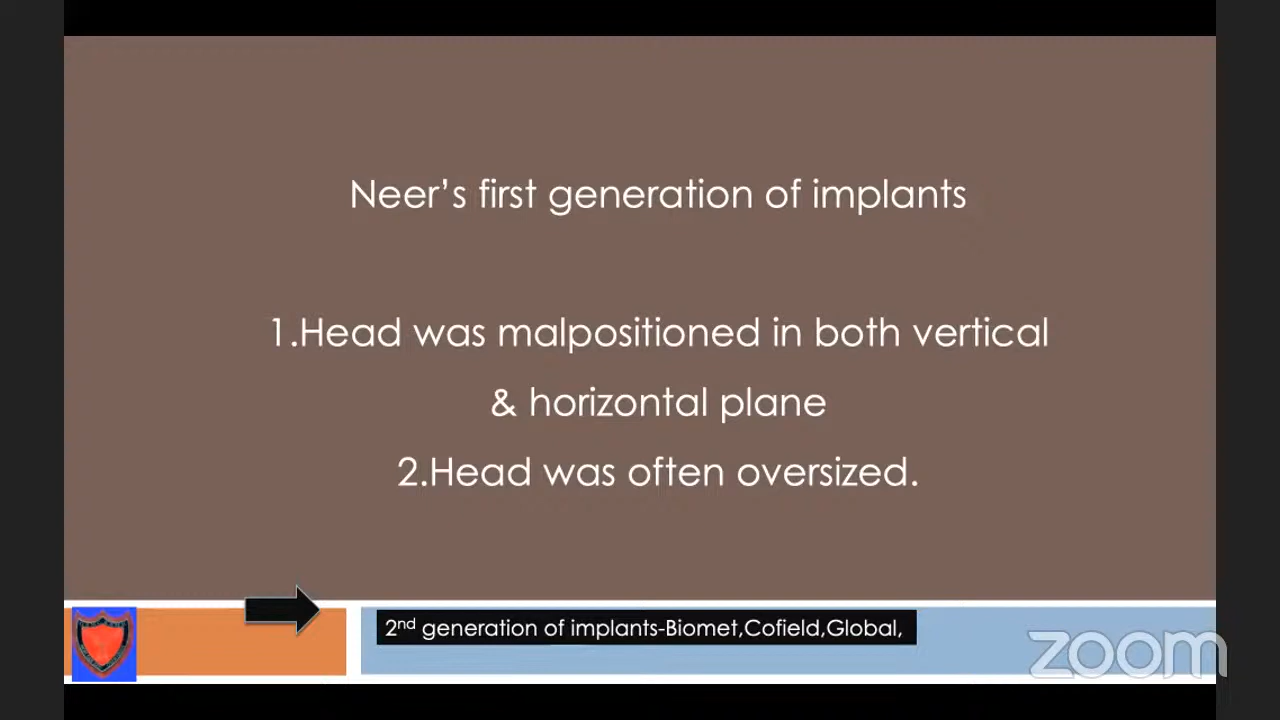 Neer’s first generation of implants
1.Head was malpositioned in both vertical
& horizontal plane
2.Head was often oversized.
2nd generation of implants-Biomet,Cofield,Global,
zoom